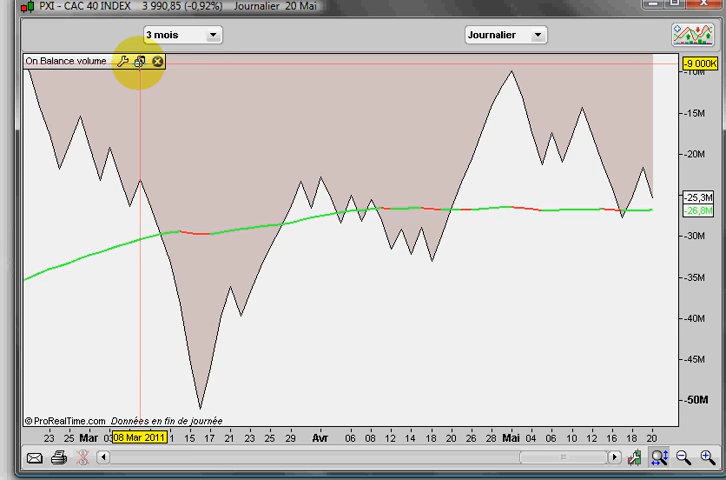 PXI - CAC 40 INDEX 3 990,85 (-0,92%) Journalier 20 Mai
3 mois
Journalier
On Balance volume
-9 000K
-10M
-15M
-20M
-25,3M
-26,8M
-30M
-35M
-40M
-45M
-50M
© ProRealTime.com Données en fin de journée
23 25 Mar 03 08 Mar 2011 1 15 17 21 23 25 29 Avr 06 08 12 14 18 20 26 28 Mai 04 06 10 12 16 18 20